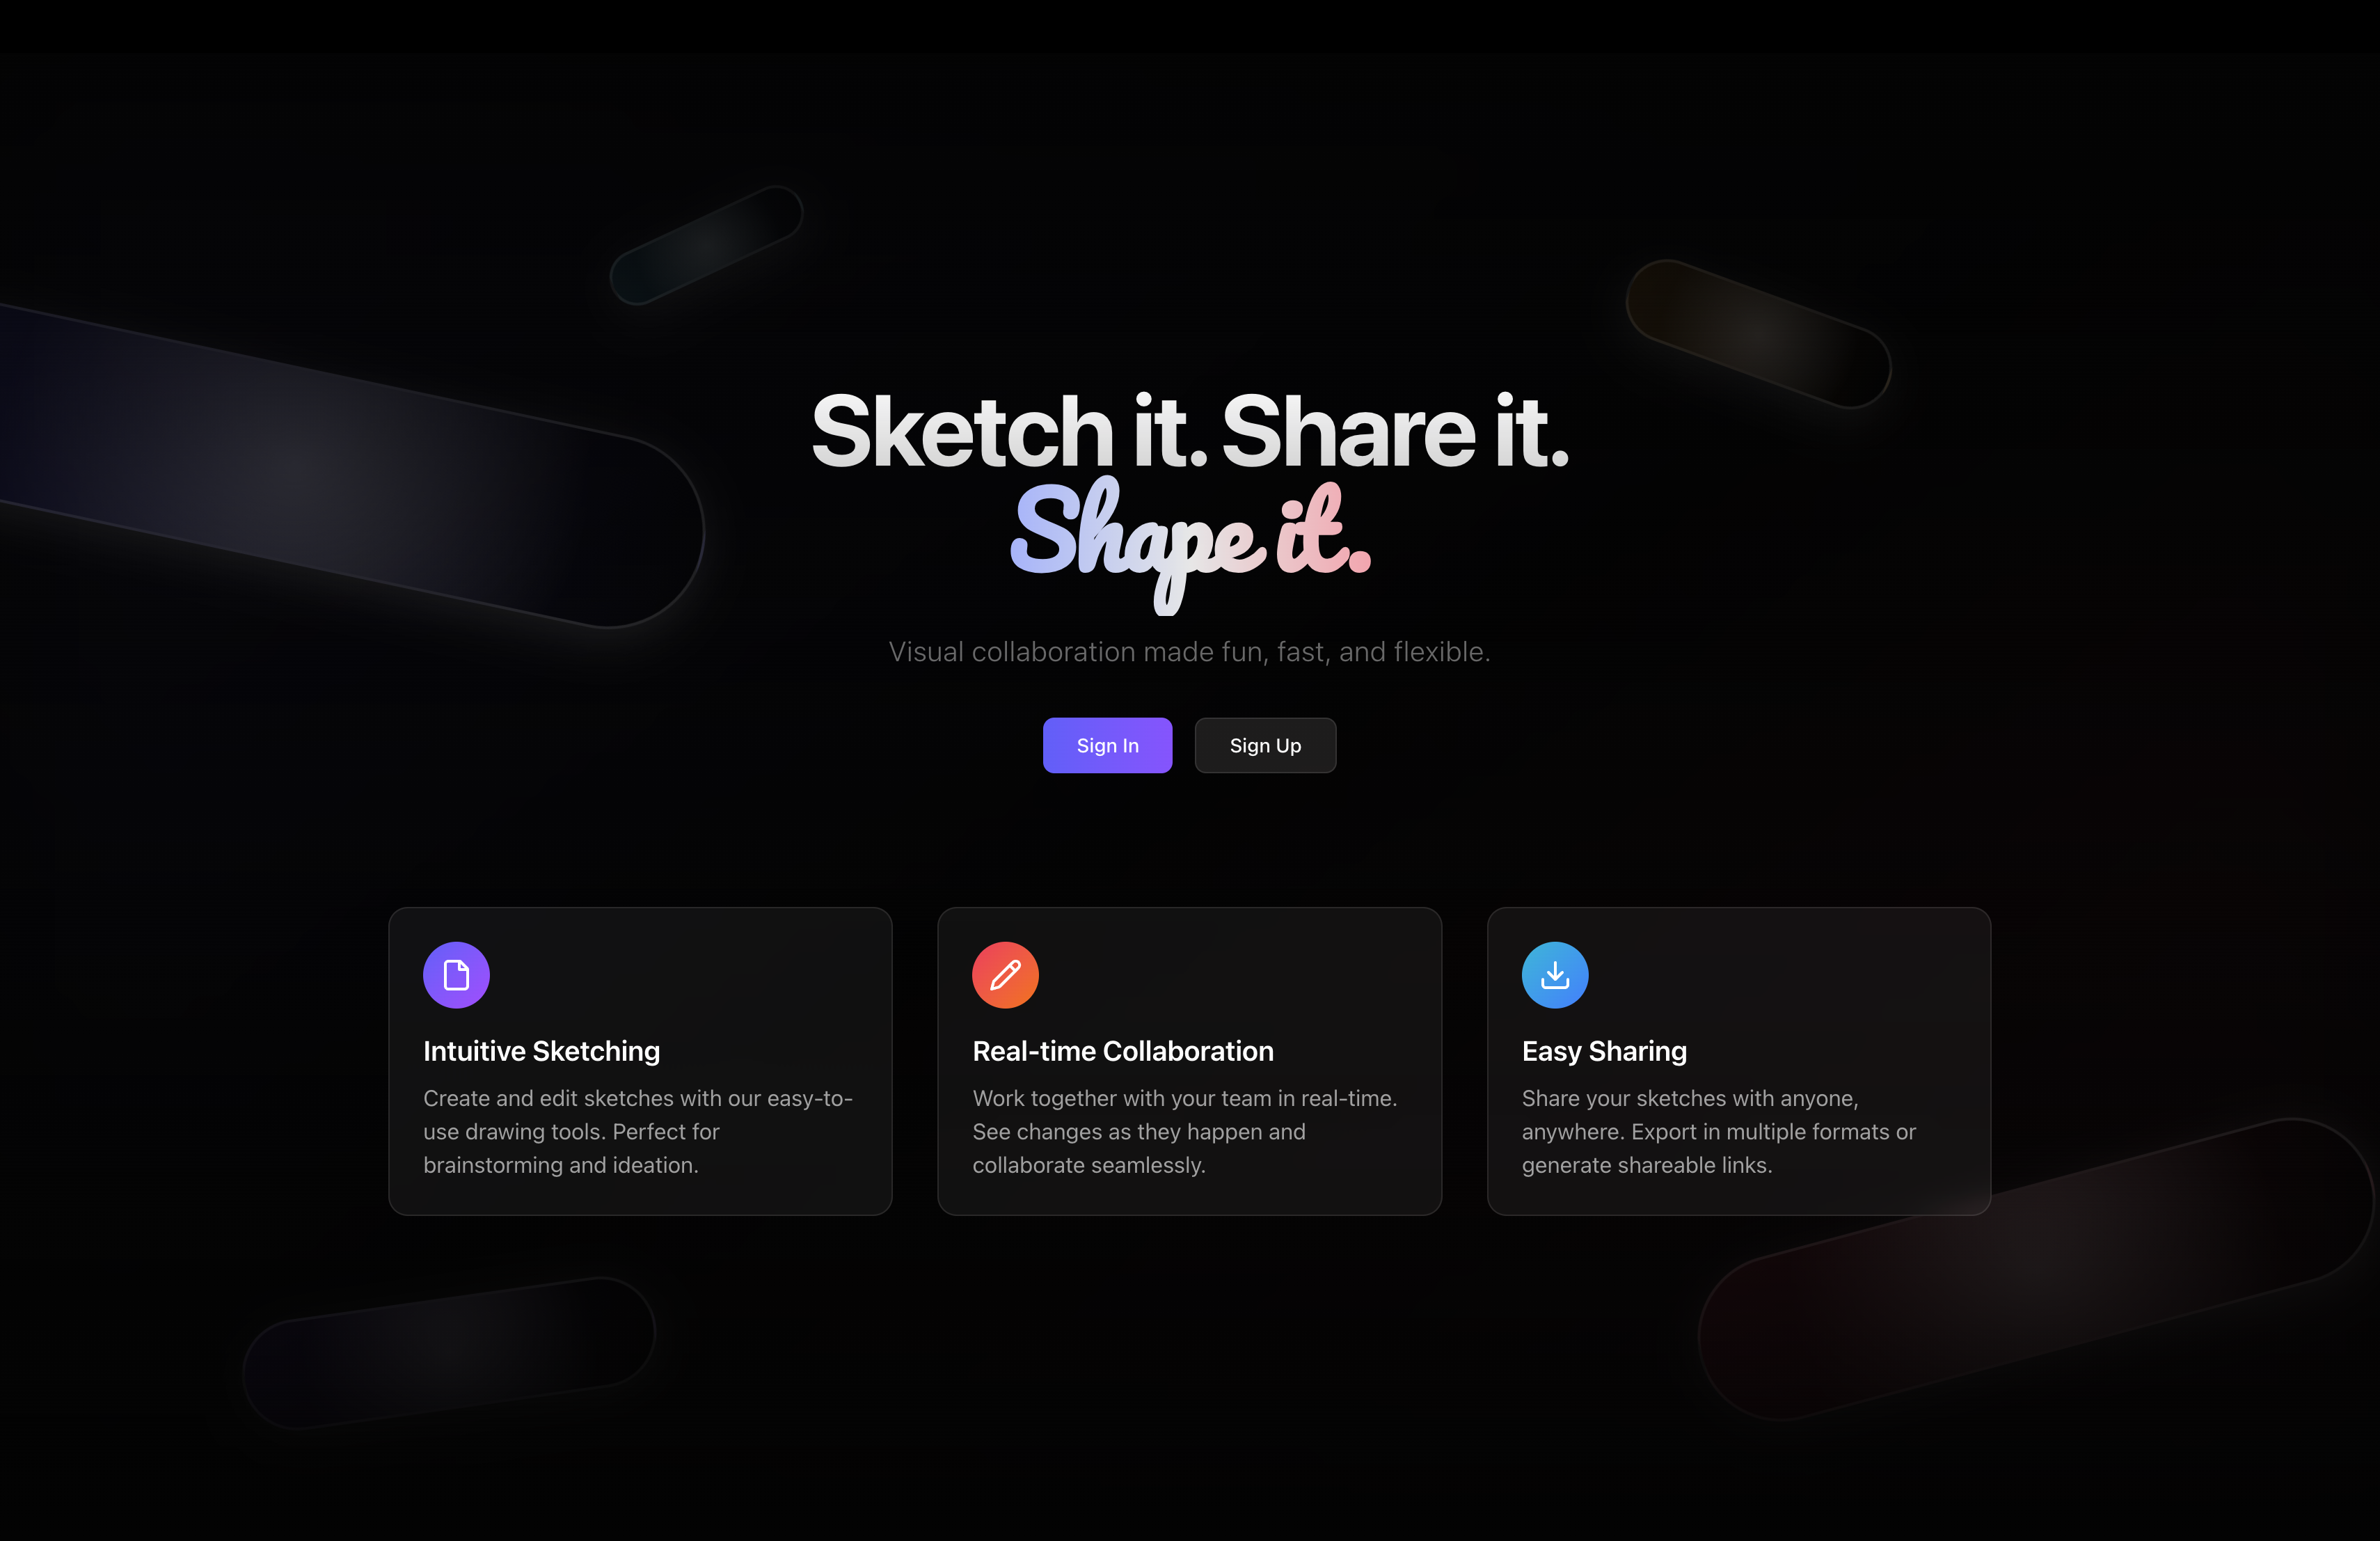 Sketch it. Share it.
Shape it.
Visual collaboration made fun, fast, and flexible.
Sign In
Sign Up
Intuitive Sketching
Create and edit sketches with our easy-to-
use drawing tools. Perfect for
brainstorming and ideation.
Real-time Collaboration
Work together with your team in real-time.
See changes as they happen and
collaborate seamlessly.
Easy Sharing
Share your sketches with anyone,
anywhere. Export in multiple formats or
generate shareable links.